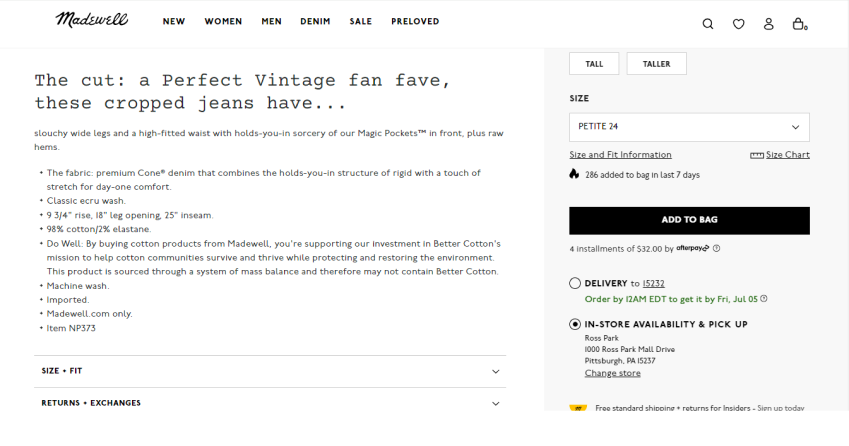 Madewell
NEW WOMEN MEN DENIM SALE PRELOVED
0
The cut: a Perfect Vintage fan fave,
these cropped jeans have...
slouchy wide legs and a high-fitted waist with holds-you-in sorcery of our Magic Pockets™ in front, plus raw
hems.
• The fabric: premium Cone® denim that combines the holds-you-in structure of rigid with a touch of
stretch for day-one comfort.
• Classic ecru wash.
• 9 3/4" rise, 18" leg opening, 25" inseam.
• 98% cotton/2% elastane.
• Do Well: By buying cotton products from Madewell, you're supporting our investment in Better Cotton's
mission to help cotton communities survive and thrive while protecting and restoring the environment.
This product is sourced through a system of mass balance and therefore may not contain Better Cotton.
• Machine wash.
• Imported.
• Madewell.com only.
• Item NP373
SIZE + FIT
RETURNS + EXCHANGES
TALL TALLER
SIZE
PETITE 24
Size and Fit Information Size Chart
286 added to bag in last 7 days
ADD TO BAG
4 installments of $32.00 by afterpay
DELIVERY to 15232
Order by 12AM EDT to get it by Fri, Jul 05
IN-STORE AVAILABILITY & PICK UP
Ross Park
1000 Ross Park Mall Drive
Pittsburgh, PA 15237
Change store
Free standard shipping + returns for Insiders - Sign up today